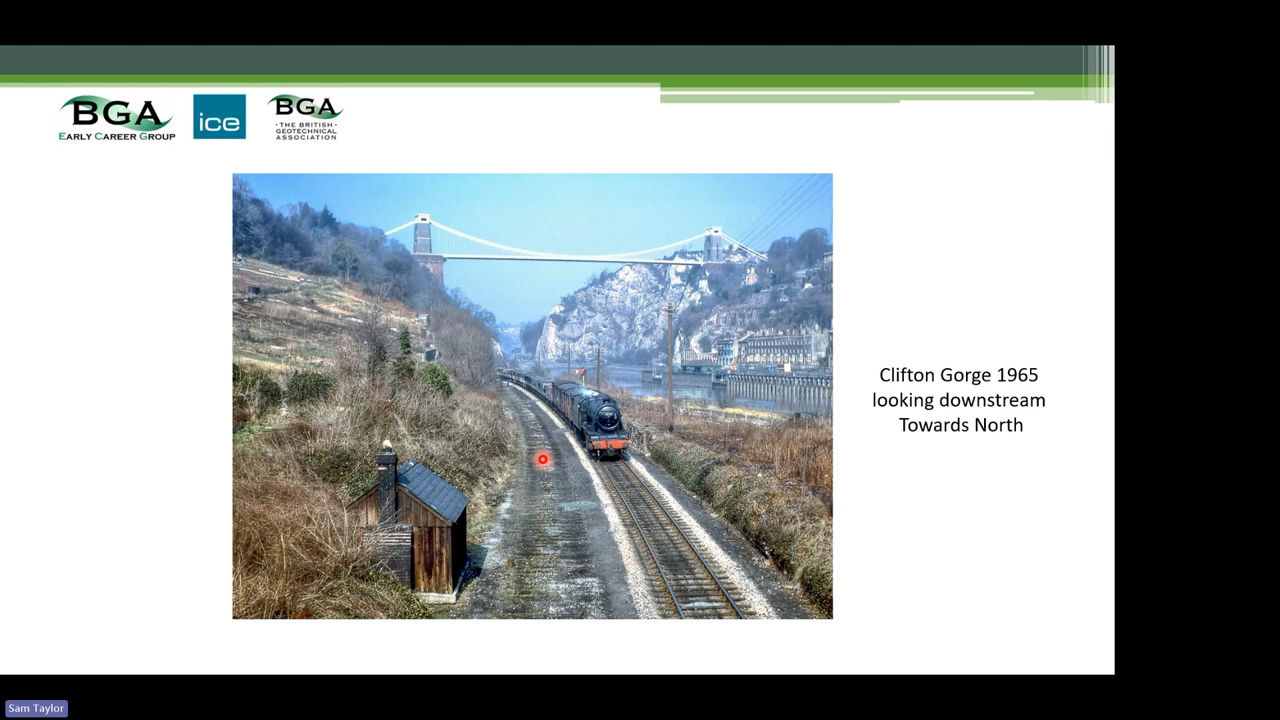 BGA
EARLY CAREER GROUP
ice
BGA
· THE BRITISH ·
GEOTECHNICAL
ASSOCIATION
Clifton Gorge 1965
looking downstream
Towards North
Sam Taylor